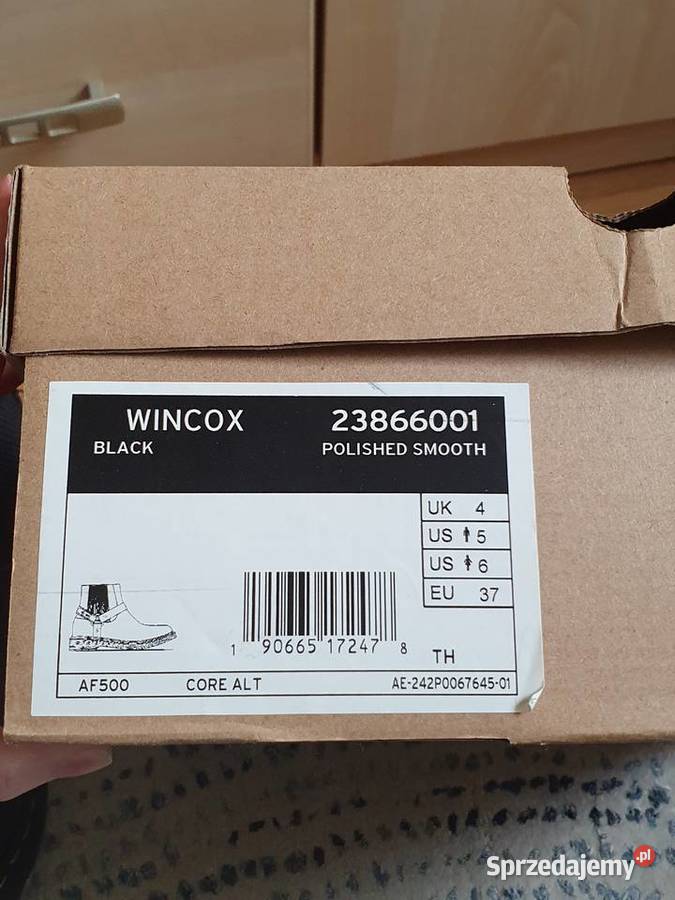 WINCOX 23866001
BLACK POLISHED SMOOTH
UK 4
US 5
US 6
EU 37
1 90665 17247 8
TH
AF500 CORE ALT AE-242P0067645-01
Sprzedajemy.pl